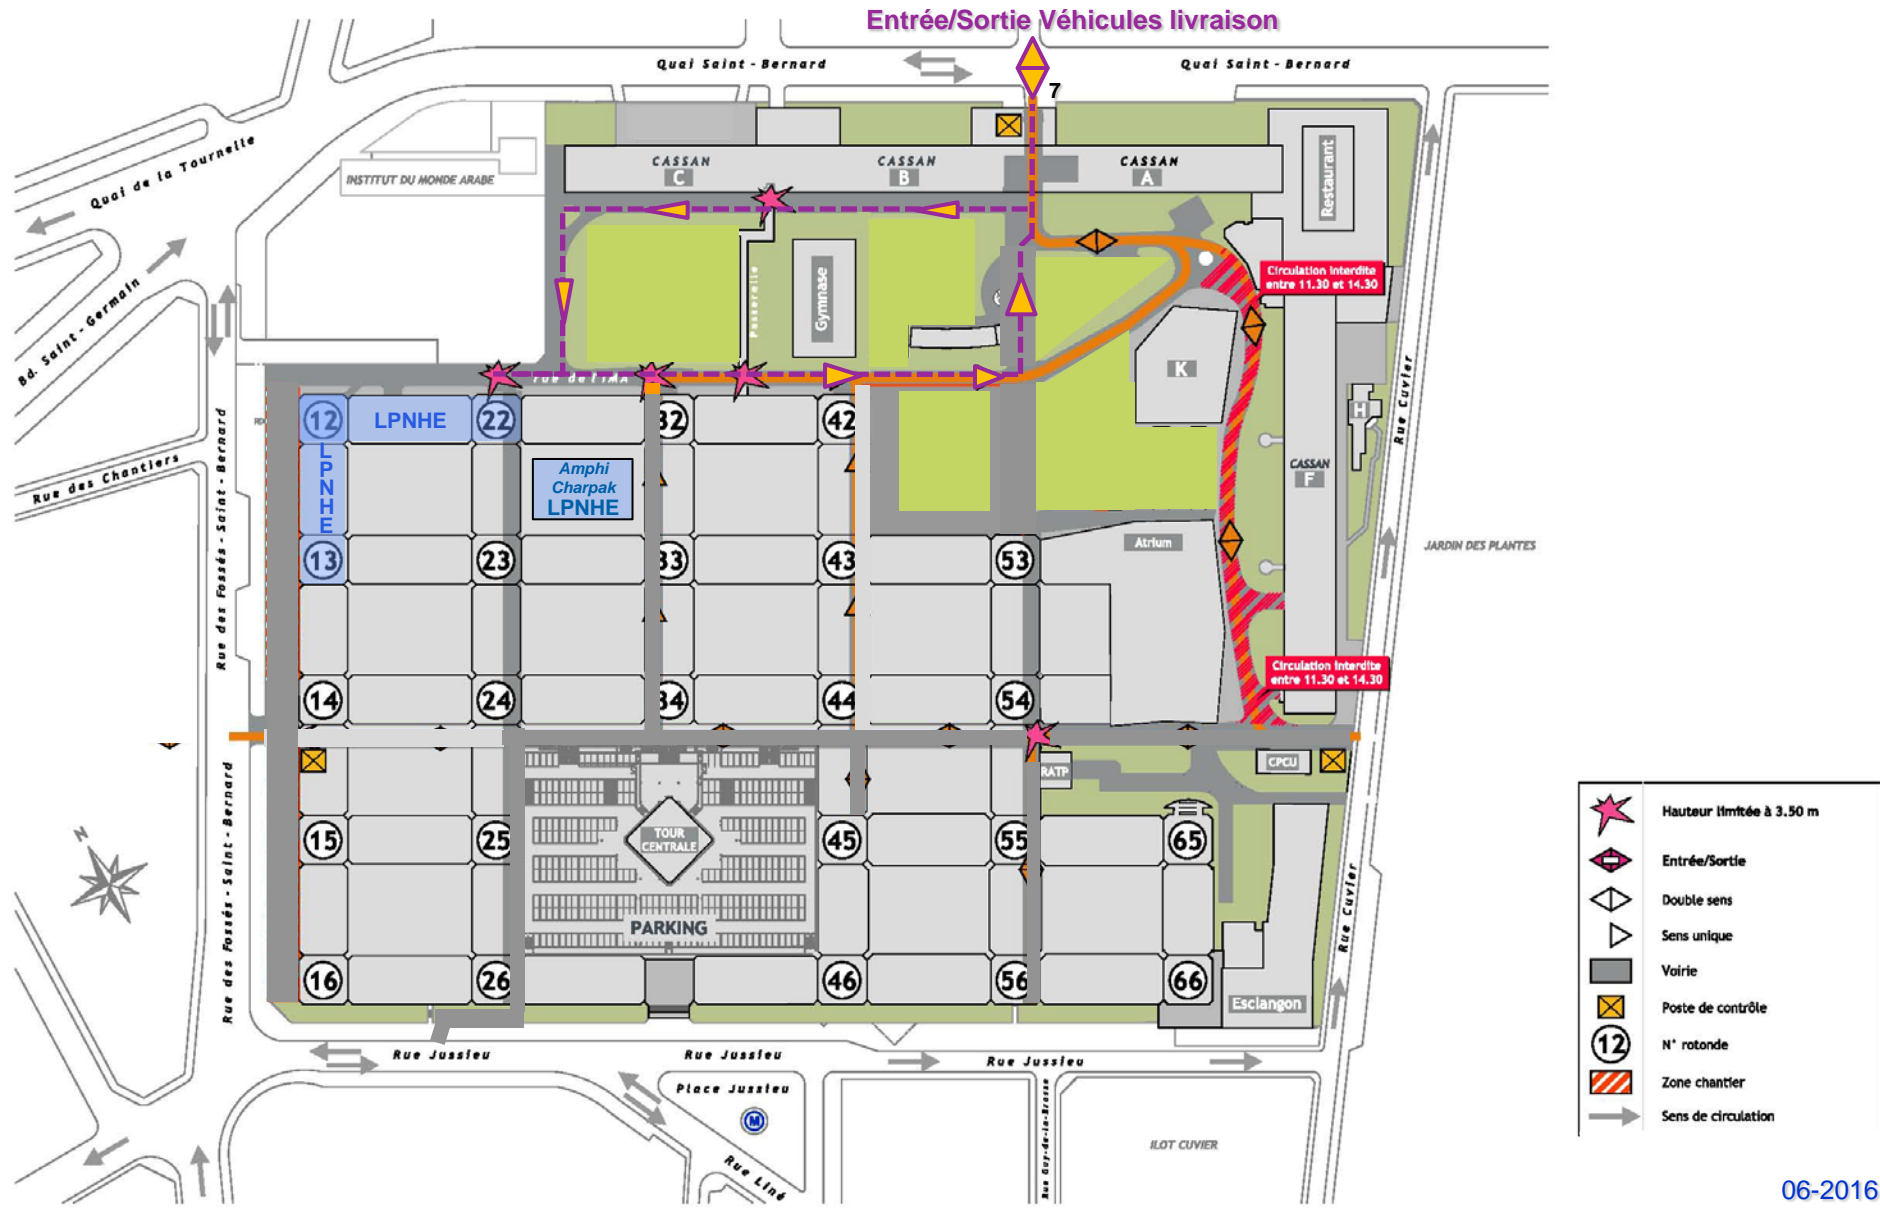 Entrée/Sortie Véhicules livraison
Quai Saint-Bernard
Quai Saint-Bernard
7
Quai de la Tournelle
INSTITUT DU MONDE ARABE
CASSAN
C
CASSAN
B
CASSAN
A
Restaurant
Bd. Saint-Germain
Passerelle
Gymnase
Circulation interdite
entre 11.30 et 14.30
K
rue de l'IMA
Rue Cuvier
H
12
LPNHE
22
32
42
LPNHE
Amphi
Charpak
LPNHE
CASSAN
F
Rue des Chantiers
Rue des Fossés-Saint-Bernard
13
23
33
43
53
Atrium
JARDIN DES PLANTES
Circulation interdite
entre 11.30 et 14.30
14
24
34
44
54
RATP
CPCU
N
15
25
TOUR
CENTRALE
45
55
65
PARKING
Rue des Fossés-Saint-Bernard
Rue Cuvier
16
26
46
56
66
Esclangon
Rue Jussieu
Rue Jussieu
Rue Jussieu
Place Jussieu
M
Rue Liné
Rue Guy-de-la-Brosse
ILOT CUVIER
Hauteur limitée à 3.50 m
Entrée/Sortie
Double sens
Sens unique
Voirie
Poste de contrôle
12
N° rotonde
Zone chantier
Sens de circulation
06-2016